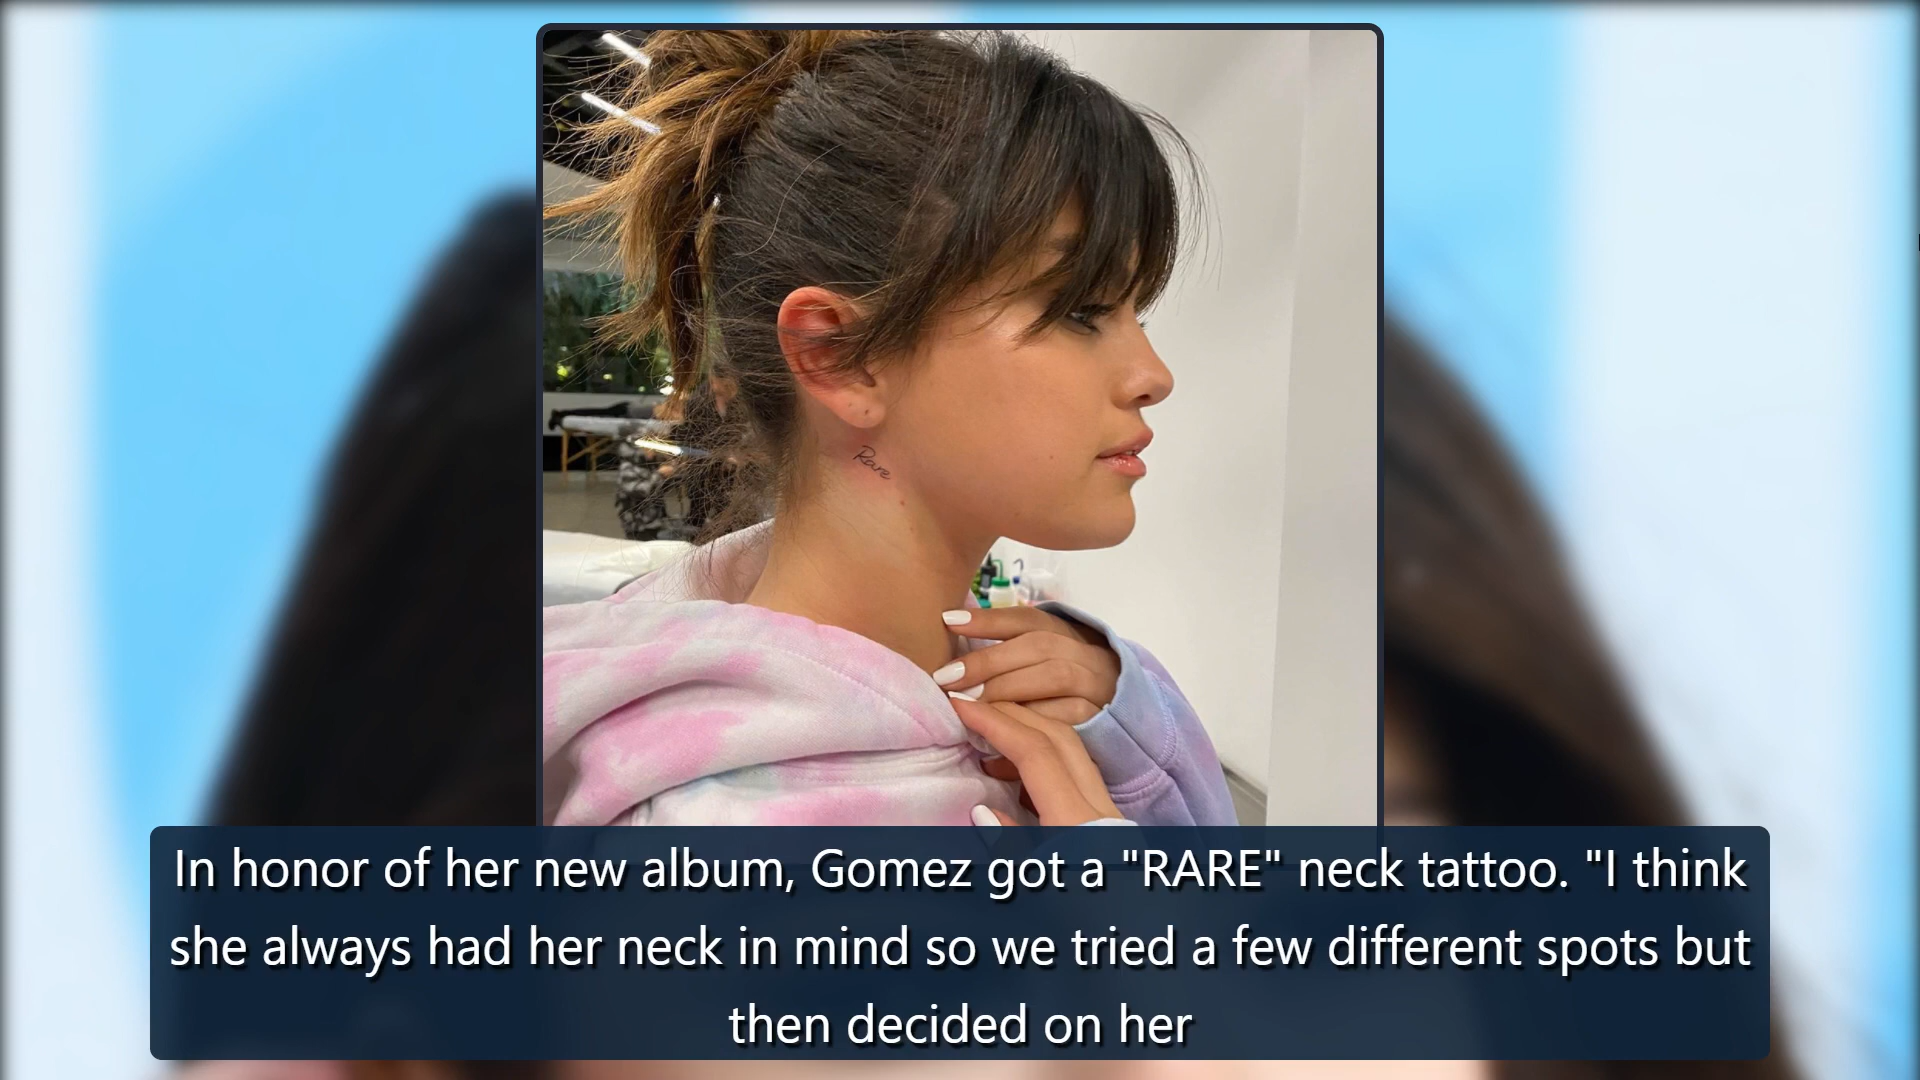 Rare
In honor of her new album, Gomez got a "RARE" neck tattoo. "I think
she always had her neck in mind so we tried a few different spots but
then decided on her